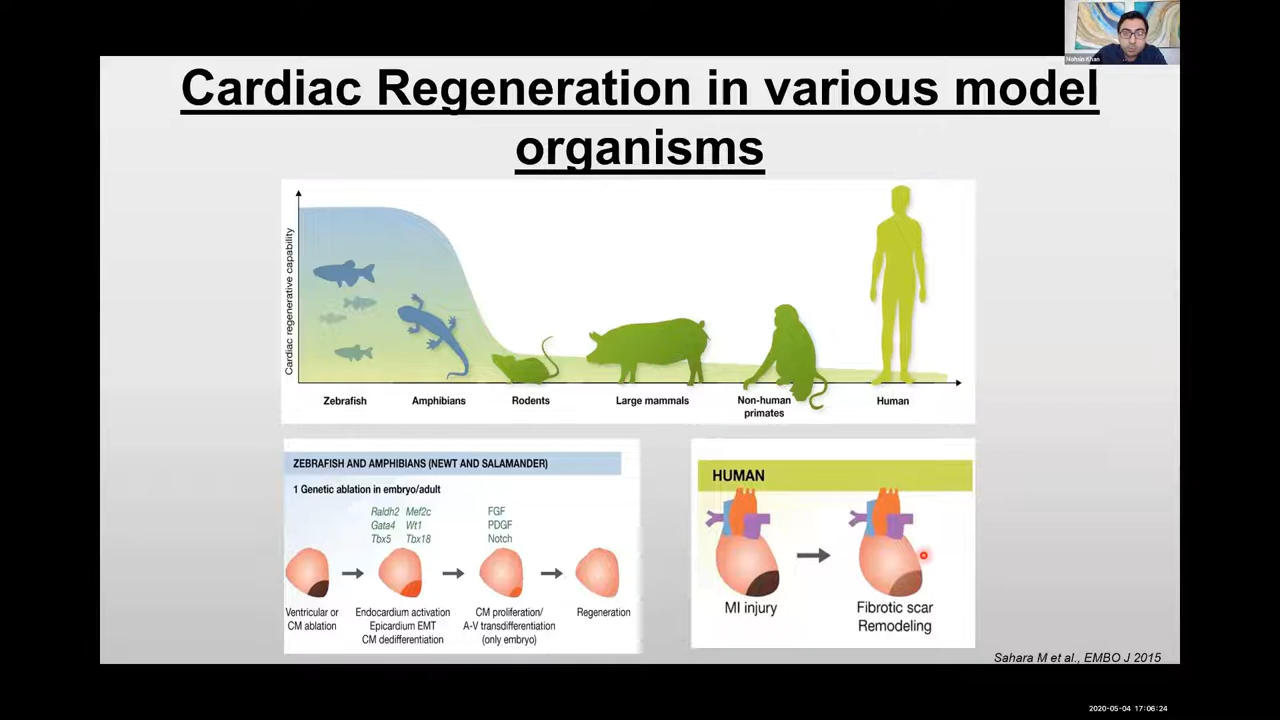 Mohsin Khan
Cardiac Regeneration in various model
organisms
Cardiac regenerative capability
Zebrafish
Amphibians
Rodents
Large mammals
Non-human
primates
Human
ZEBRAFISH AND AMPHIBIANS (NEWT AND SALAMANDER)
1 Genetic ablation in embryo/adult
Raldh2 Mef2c
Gata4 Wt1
Tbx5 Tbx18
FGF
PDGF
Notch
Ventricular or
CM ablation
Endocardium activation
Epicardium EMT
CM dedifferentiation
CM proliferation/
A-V transdifferentiation
(only embryo)
Regeneration
HUMAN
MI injury
Fibrotic scar
Remodeling
Sahara M et al., EMBO J 2015
2020-05-04 17:06:24